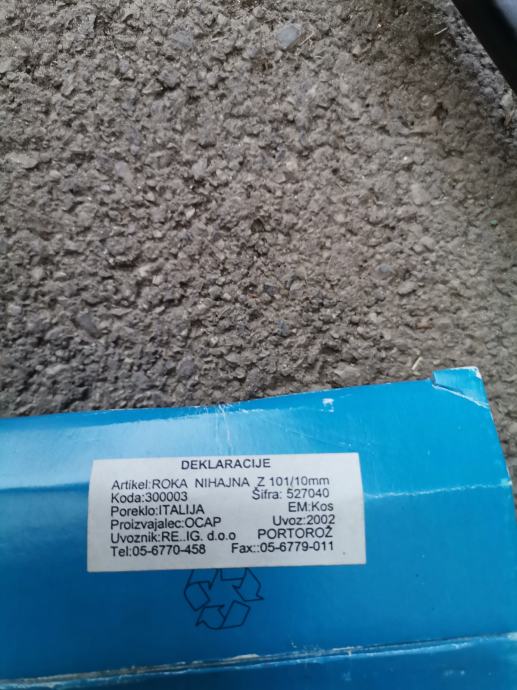 DEKLARACIJE
Artikel:ROKA NIHAJNA Z 101/10mm
Koda:300003 Šifra: 527040
Poreklo:ITALIJA EM:Kos
Proizvajalec:OCAP Uvoz:2002
Uvoznik:RE..IG. d.o.o PORTOROŽ
Tel:05-6770-458 Fax::05-6779-011